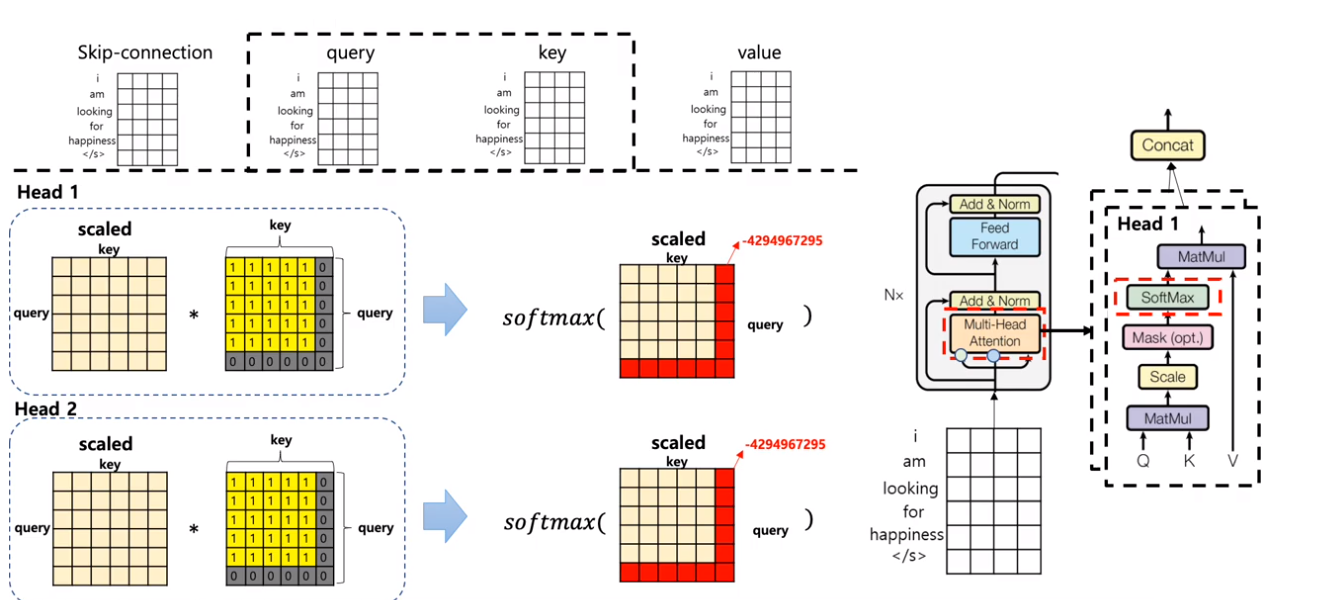 Skip-connection
query
key
value
i
am
looking
for
happiness
</s>
i
am
looking
for
happiness
</s>
i
am
looking
for
happiness
</s>
i
am
looking
for
happiness
</s>
Head 1
scaled
key
query
*
key
1 1 1 1 1 0
1 1 1 1 1 0
1 1 1 1 1 0
1 1 1 1 1 0
1 1 1 1 1 0
0 0 0 0 0 0
query
softmax(
scaled
key
-4294967295
query
)
Head 2
scaled
key
query
*
key
1 1 1 1 1 0
1 1 1 1 1 0
1 1 1 1 1 0
1 1 1 1 1 0
1 1 1 1 1 0
0 0 0 0 0 0
query
softmax(
scaled
key
-4294967295
query
)
N×
Add & Norm
Feed
Forward
Add & Norm
Multi-Head
Attention
i
am
looking
for
happiness
</s>
Concat
Head 1
MatMul
SoftMax
Mask (opt.)
Scale
MatMul
Q
K
V